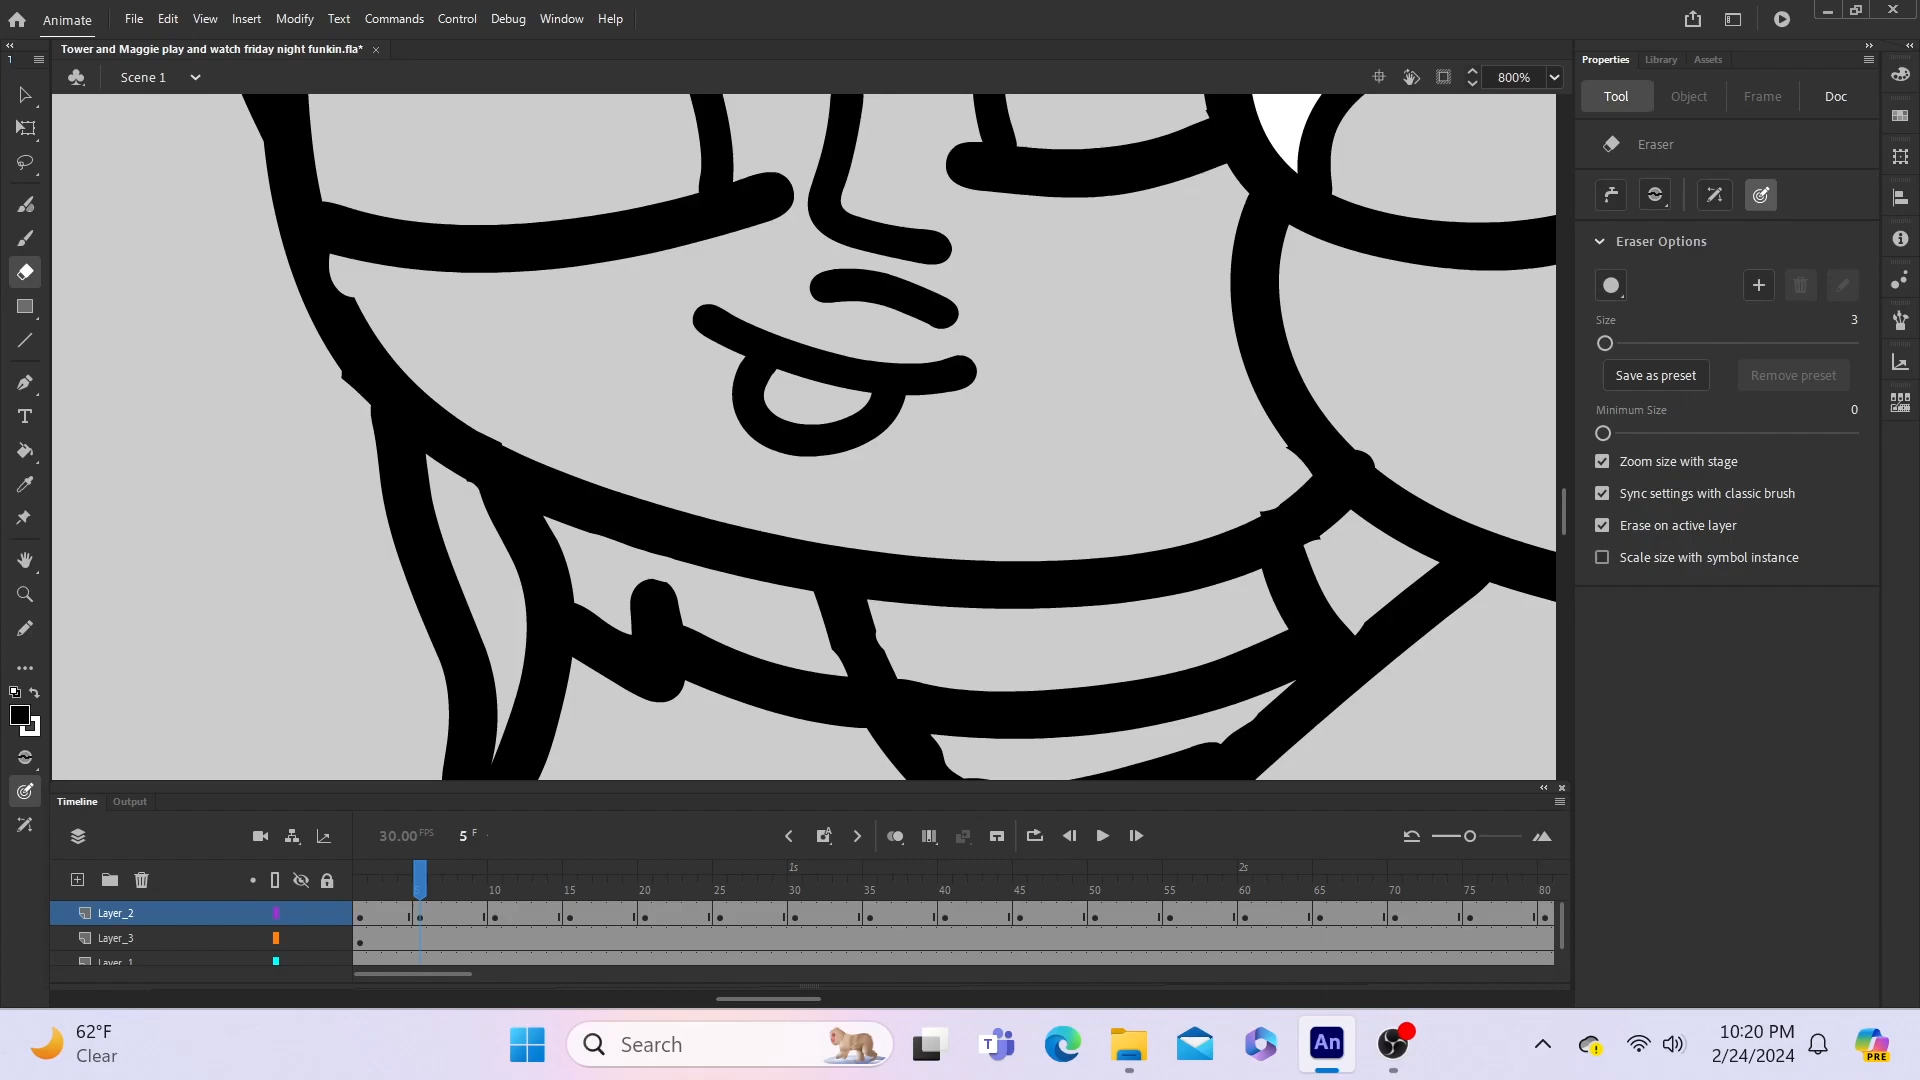 Animate File Edit View Insert Modify Text Commands Control Debug Window Help
Tower and Maggie play and watch friday night funkin.fla*
Properties Library Assets
Scene 1 800%
Tool Object Frame Doc
Eraser
Eraser Options
Size 3
Save as preset Remove preset
Minimum Size 0
Zoom size with stage
Sync settings with classic brush
Erase on active layer
Scale size with symbol instance
Timeline Output
30.00 FPS 5 F
1s 2s
5 10 15 20 25 30 35 40 45 50 55 60 65 70 75 80
Layer_2
Layer_3
Layer_1
62°F
Clear
Search
T
An
10:20 PM
2/24/2024
PRE